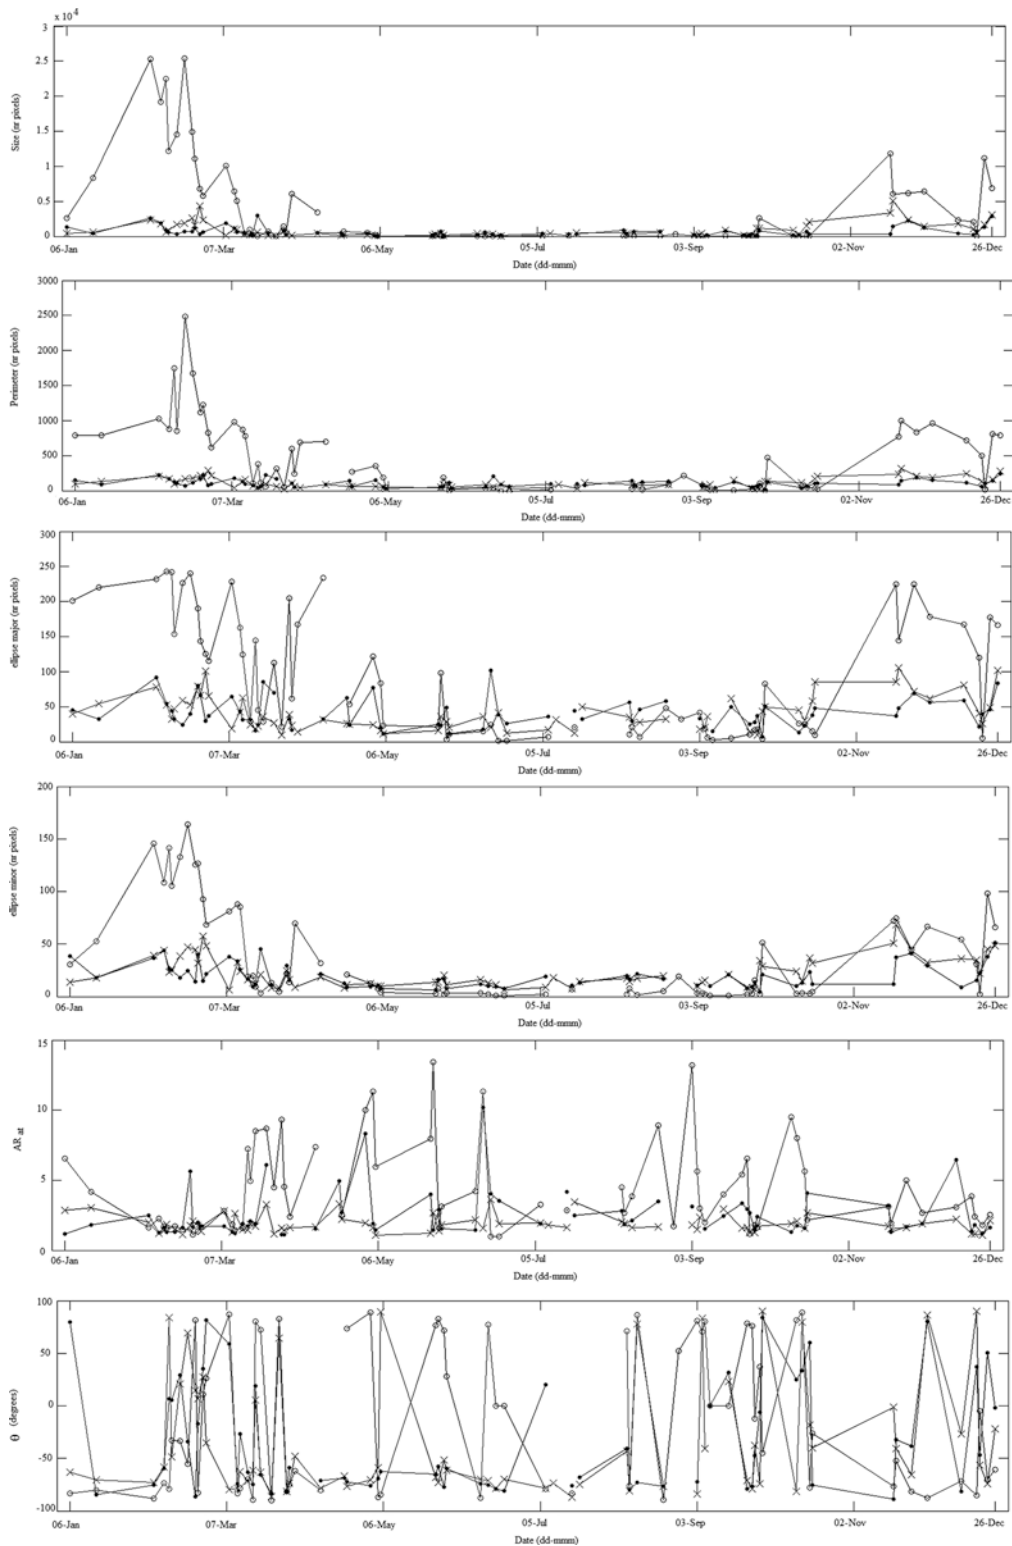 x 10⁴
3
2.5
2
1.5
1
0.5
0
Size (nr pixels)
06-Jan 07-Mar 06-May 05-Jul 03-Sep 02-Nov 26-Dec
Date (dd-mmm)
3000
2500
2000
1500
1000
500
0
Perimeter (nr pixels)
06-Jan 07-Mar 06-May 05-Jul 03-Sep 02-Nov 26-Dec
Date (dd-mmm)
300
250
200
150
100
50
0
ellipse major (nr pixels)
06-Jan 07-Mar 06-May 05-Jul 03-Sep 02-Nov 26-Dec
Date (dd-mmm)
200
150
100
50
0
ellipse minor (nr pixels)
06-Jan 07-Mar 06-May 05-Jul 03-Sep 02-Nov 26-Dec
Date (dd-mmm)
15
10
5
0
AR at
06-Jan 07-Mar 06-May 05-Jul 03-Sep 02-Nov 26-Dec
Date (dd-mmm)
100
50
0
-50
-100
θ (degrees)
06-Jan 07-Mar 06-May 05-Jul 03-Sep 02-Nov 26-Dec
Date (dd-mmm)